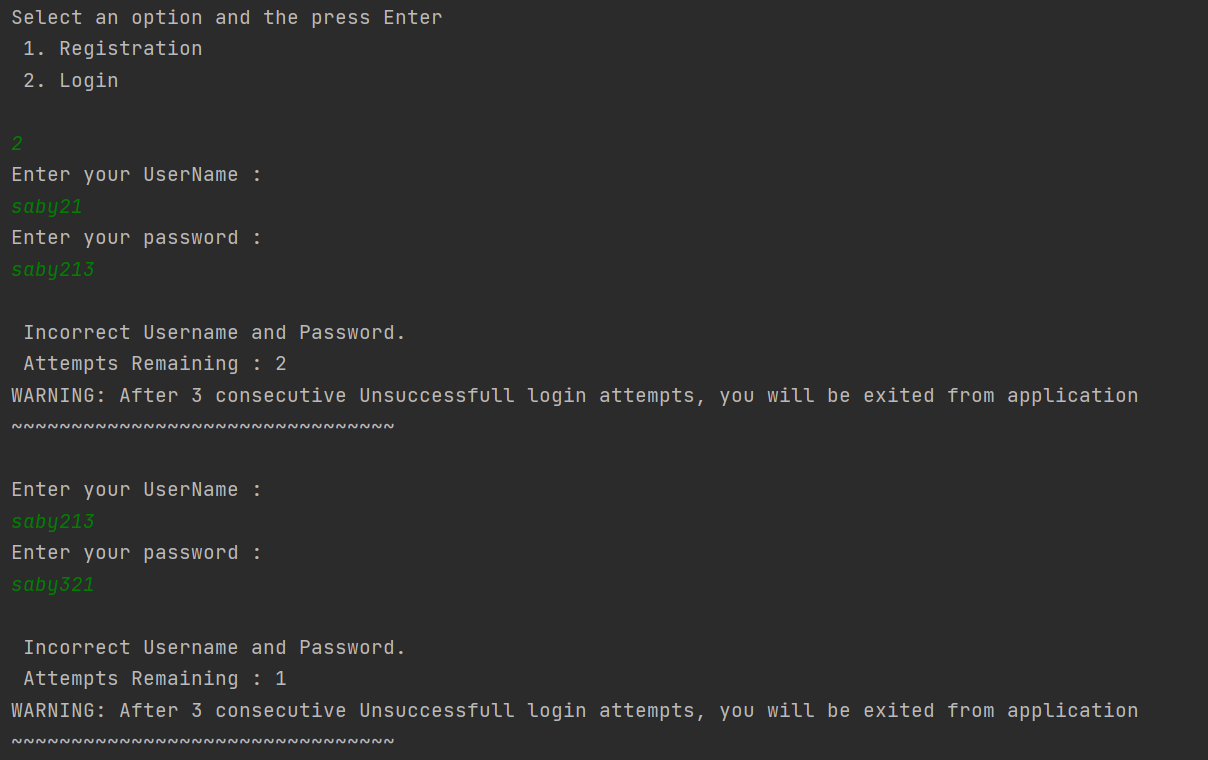 Select an option and the press Enter
1. Registration
2. Login
2
Enter your UserName :
saby21
Enter your password :
saby213
Incorrect Username and Password.
Attempts Remaining : 2
WARNING: After 3 consecutive Unsuccessfull login attempts, you will be exited from application
~~~~~~~~~~~~~~~~~~~~~~~~~~~~~~~~
Enter your UserName :
saby213
Enter your password :
saby321
Incorrect Username and Password.
Attempts Remaining : 1
WARNING: After 3 consecutive Unsuccessfull login attempts, you will be exited from application
~~~~~~~~~~~~~~~~~~~~~~~~~~~~~~~~